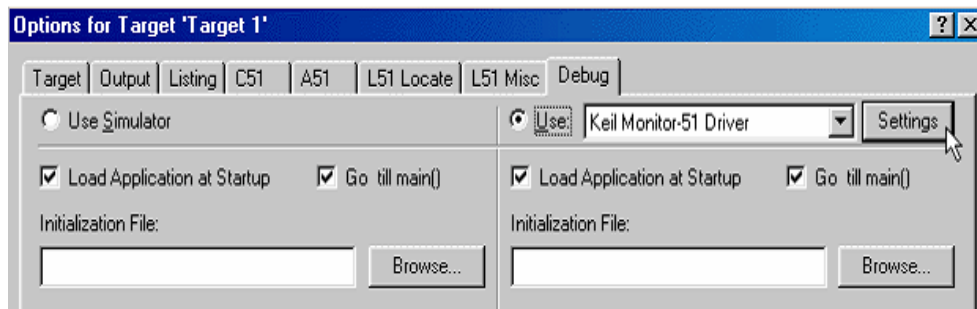 Options for Target 'Target 1'
Target Output Listing C51 A51 L51 Locate L51 Misc Debug
Use Simulator
Use: Keil Monitor-51 Driver Settings
Load Application at Startup Go till main()
Load Application at Startup Go till main()
Initialization File:
Initialization File:
Browse...
Browse...